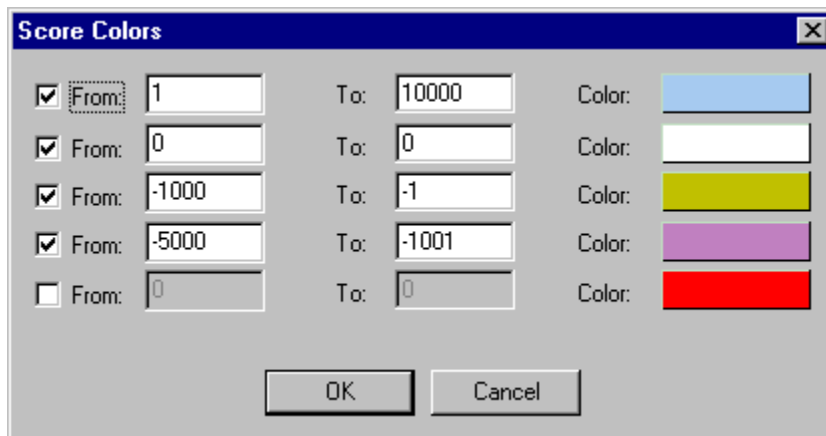 Score Colors
From: 1 To: 10000 Color:
From: 0 To: 0 Color:
From: -1000 To: -1 Color:
From: -5000 To: -1001 Color:
From: 0 To: 0 Color:
OK Cancel